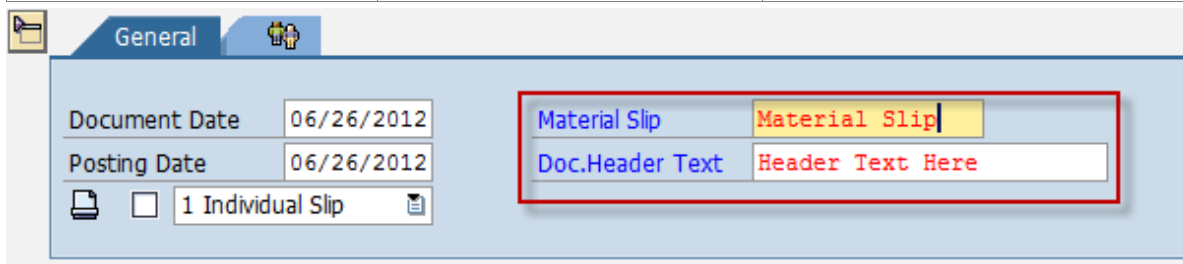 General
Document Date 06/26/2012 Material Slip Material Slip
Posting Date 06/26/2012 Doc.Header Text Header Text Here
1 Individual Slip